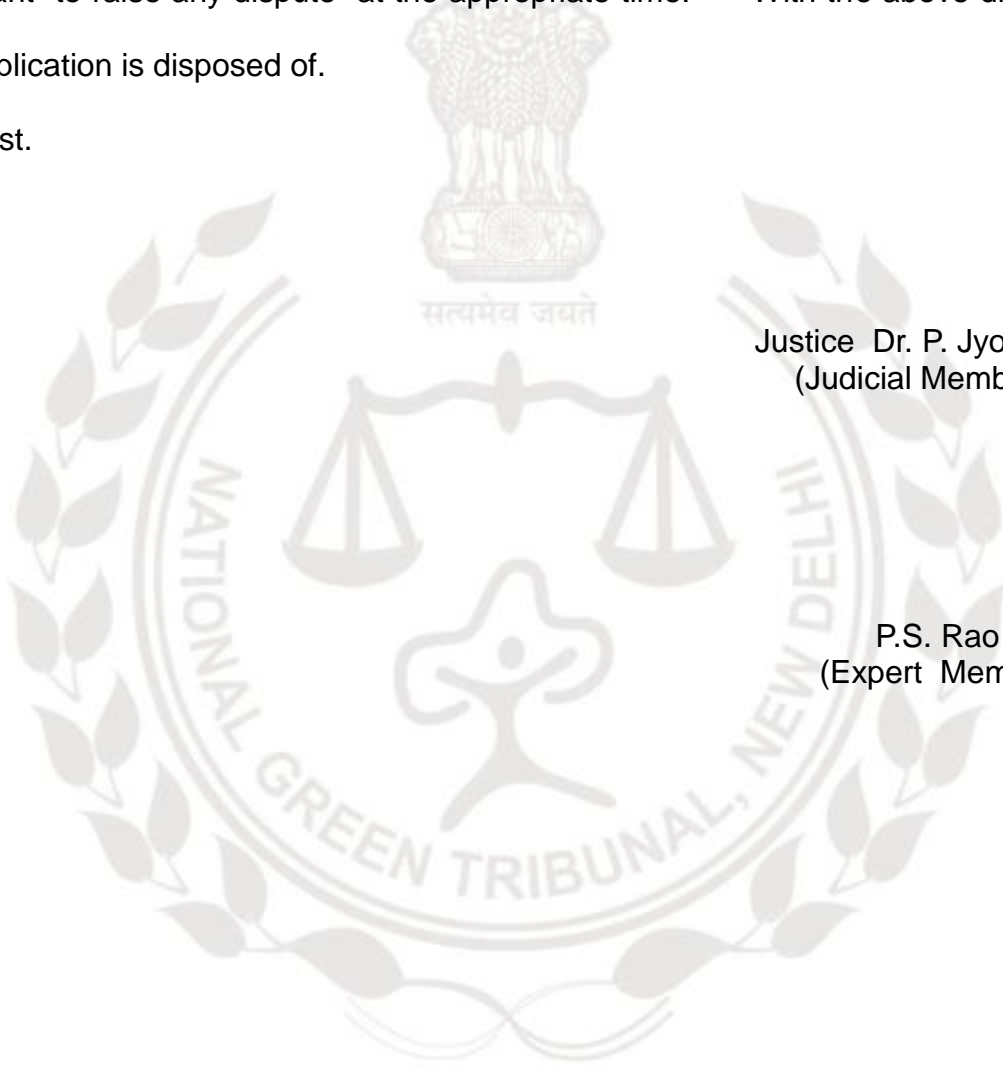 ant to raise any dispute at the appropriate time. With the above di
plication is disposed of.
st.
सत्यमेव जयते
Justice Dr. P. Jyo
(Judicial Memb
P.S. Rao
(Expert Mem
NATIONAL GREEN TRIBUNAL, NEW DELHI